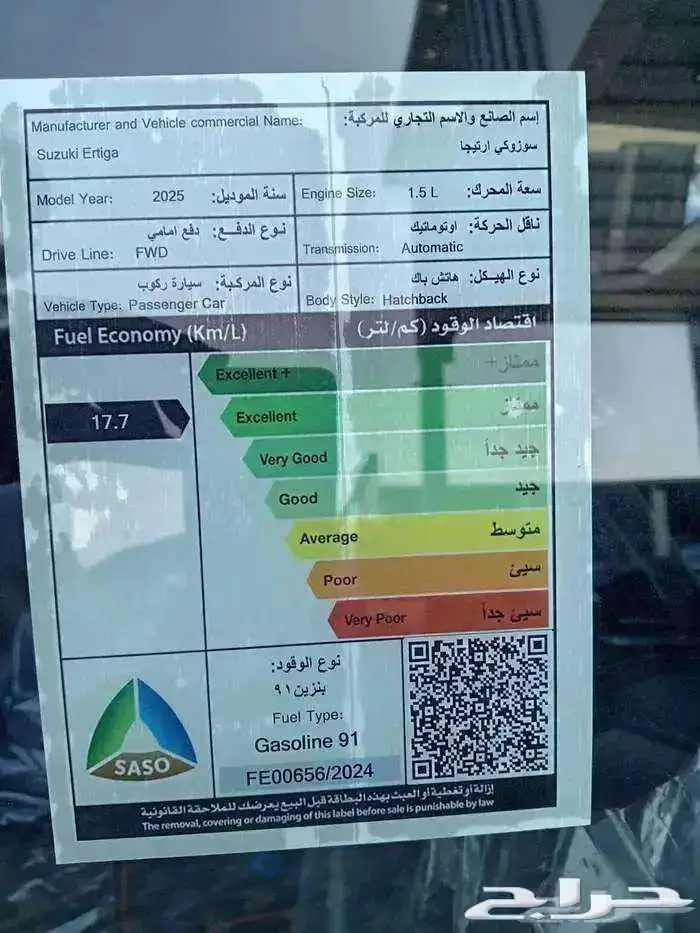 Manufacturer and Vehicle commercial Name:
إسم الصانع والاسم التجاري للمركبة:
Suzuki Ertiga
سوزوكي ارتيجا
Model Year: 2025 سنة الموديل:
Engine Size: 1.5 L سعة المحرك:
نوع الدفـع: دفع امامي
Drive Line: FWD
ناقل الحركة: اوتوماتيك
Transmission: Automatic
نوع المركبة: سيارة ركوب
Vehicle Type: Passenger Car
نوع الهيكل: هاتش باك
Body Style: Hatchback
Fuel Economy (Km/L) اقتصاد الوقود (كم/لتر)
17.7
Excellent + ممتاز+
Excellent ممتاز
Very Good جيد جداً
Good جيد
Average متوسط
Poor سيئ
Very Poor سيئ جداً
SASO
نوع الوقود:
بنزين ٩١
Fuel Type:
Gasoline 91
FE00656/2024
إزالة أو تغطية أو العبث بهذه البطاقة قبل البيع يعرضك للملاحقة القانونية
The removal, covering or damaging of this label before sale is punishable by law
حراج